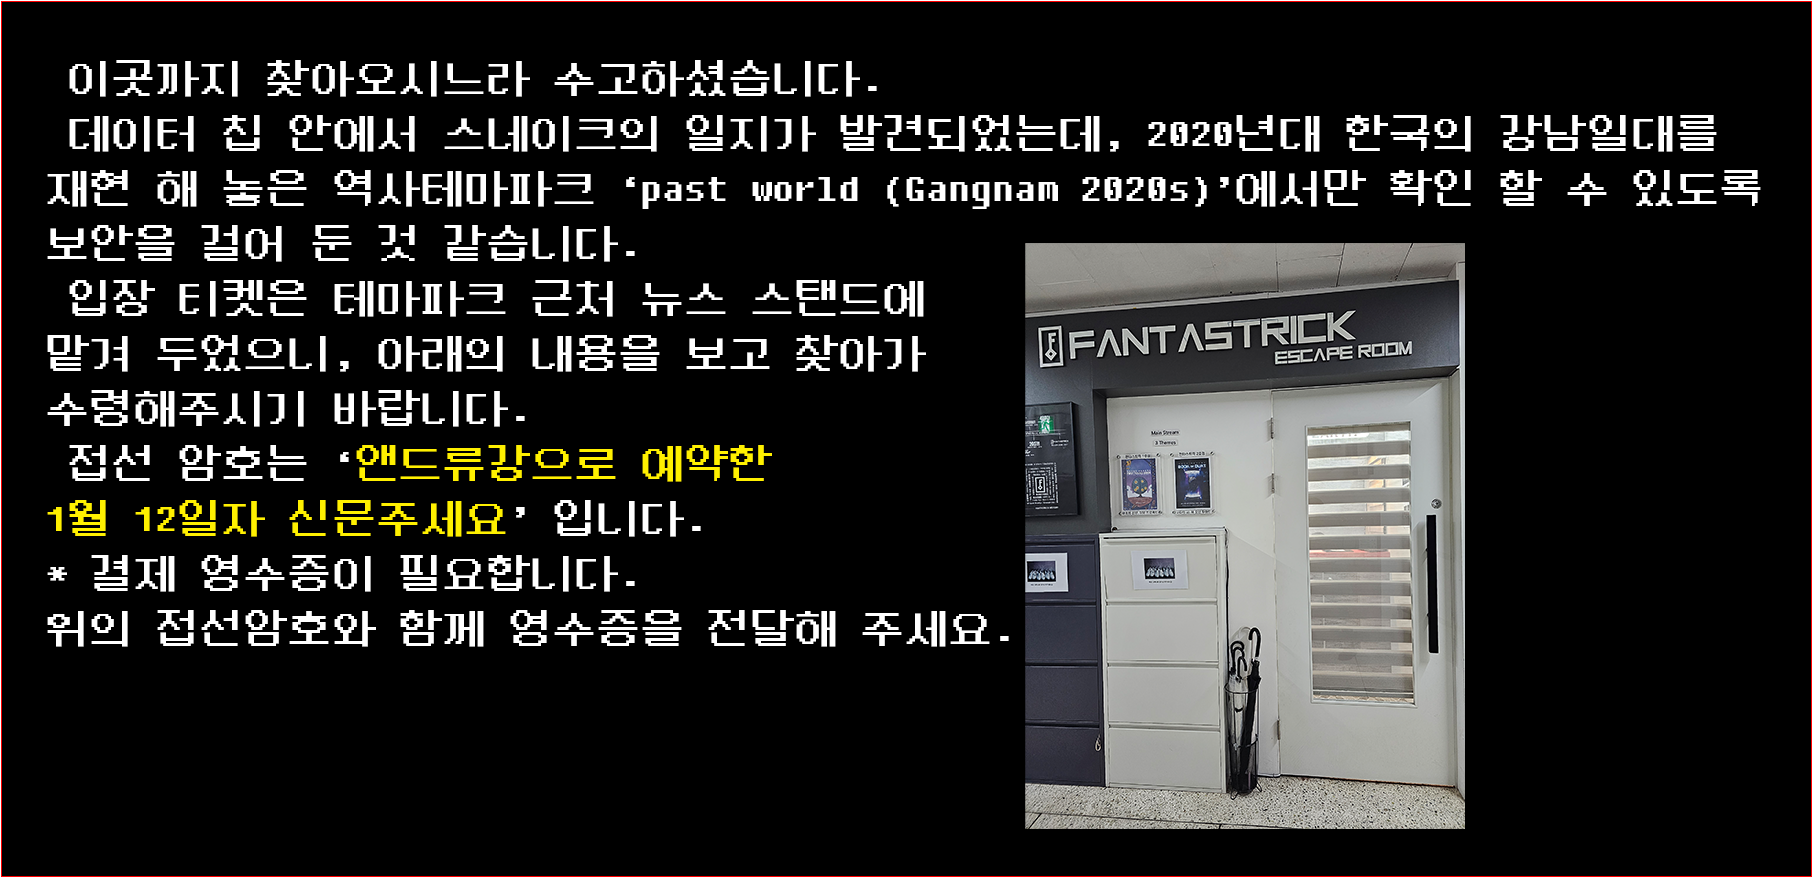 이곳까지 찾아오시느라 수고하셨습니다.
데이터 칩 안에서 스네이크의 일지가 발견되었는데, 2020년대 한국의 강남일대를
재현 해 놓은 역사테마파크 ‘past world (Gangnam 2020s)’에서만 확인 할 수 있도록
보안을 걸어 둔 것 같습니다.
입장 티켓은 테마파크 근처 뉴스 스탠드에
맡겨 두었으니, 아래의 내용을 보고 찾아가
수령해주시기 바랍니다.
접선 암호는 ‘앤드류강으로 예약한
1월 12일자 신문주세요’ 입니다.
* 결제 영수증이 필요합니다.
위의 접선암호와 함께 영수증을 전달해 주세요.
FANTASTRICK
ESCAPE ROOM
Main Stream
3 Themes